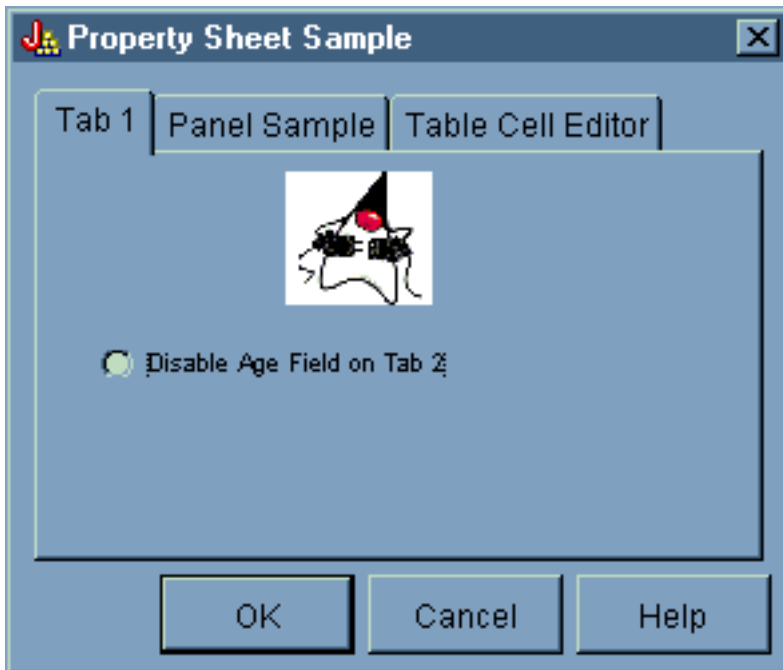 Property Sheet Sample
Tab 1 Panel Sample Table Cell Editor
Disable Age Field on Tab 2
OK Cancel Help